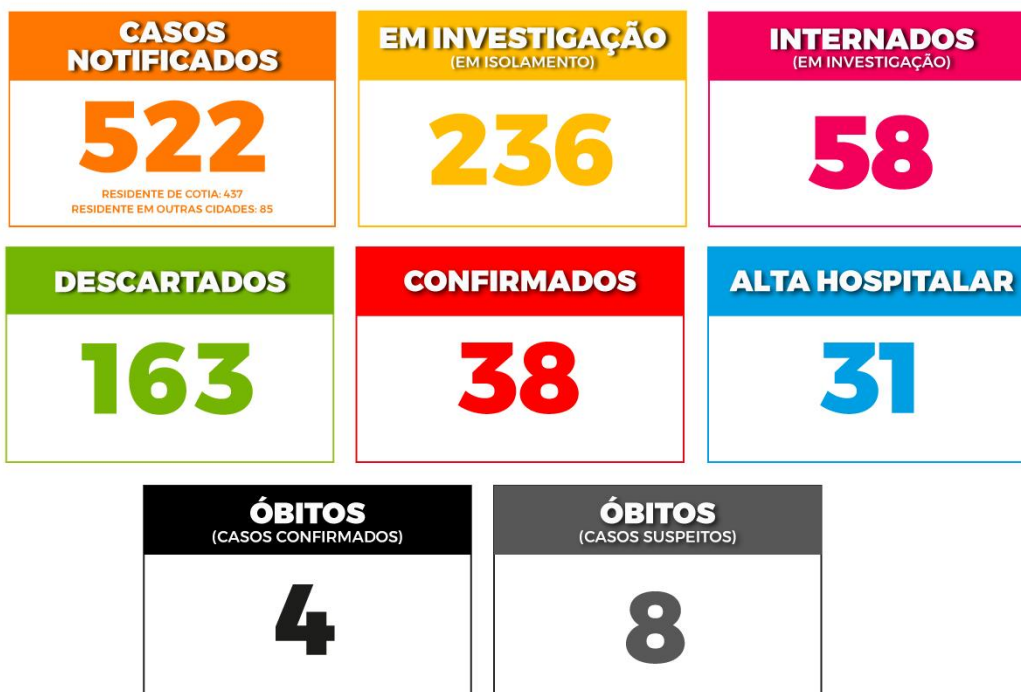 CASOS
NOTIFICADOS
522
RESIDENTE DE COTIA: 437
RESIDENTE EM OUTRAS CIDADES: 85
EM INVESTIGAÇÃO
(EM ISOLAMENTO)
236
INTERNADOS
(EM INVESTIGAÇÃO)
58
DESCARTADOS
163
CONFIRMADOS
38
ALTA HOSPITALAR
31
ÓBITOS
(CASOS CONFIRMADOS)
4
ÓBITOS
(CASOS SUSPEITOS)
8